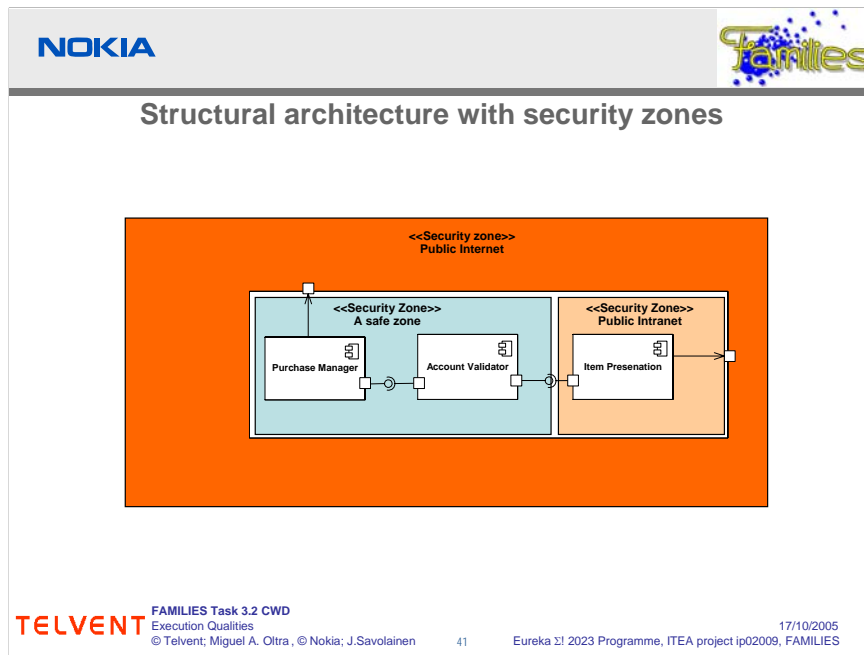 NOKIA
Families
Structural architecture with security zones
<<Security zone>>
Public Internet
<<Security Zone>>
A safe zone
<<Security Zone>>
Public Intranet
Purchase Manager
Account Validator
Item Presenation
TELVENT
FAMILIES Task 3.2 CWD
Execution Qualities
© Telvent; Miguel A. Oltra , © Nokia; J.Savolainen
41
17/10/2005
Eureka Σ! 2023 Programme, ITEA project ip02009, FAMILIES